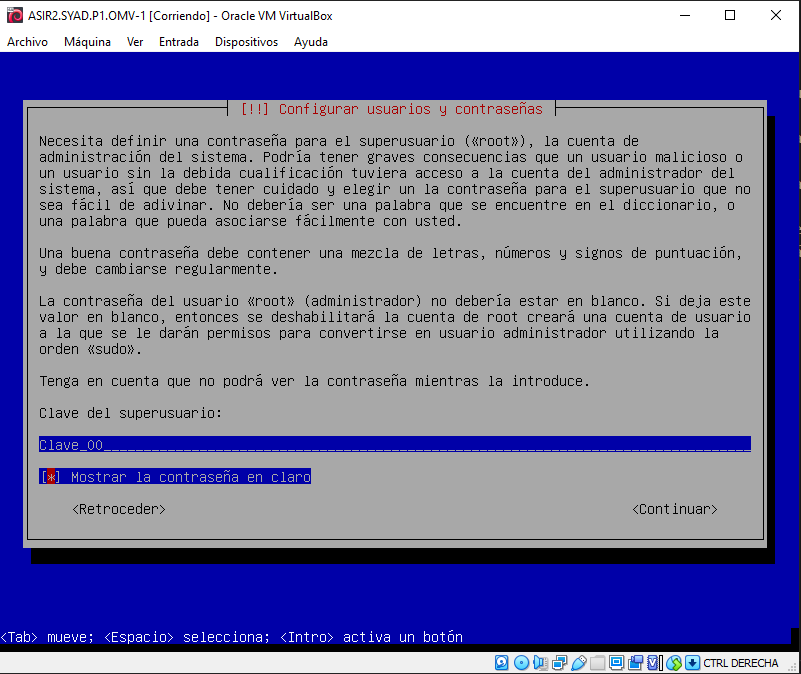 ASIR2.SYAD.P1.OMV-1 [Corriendo] - Oracle VM VirtualBox
Archivo Máquina Ver Entrada Dispositivos Ayuda
[!!] Configurar usuarios y contraseñas
Necesita definir una contraseña para el superusuario («root»), la cuenta de
administración del sistema. Podría tener graves consecuencias que un usuario malicioso o
un usuario sin la debida cualificación tuviera acceso a la cuenta del administrador del
sistema, así que debe tener cuidado y elegir un la contraseña para el superusuario que no
sea fácil de adivinar. No debería ser una palabra que se encuentre en el diccionario, o
una palabra que pueda asociarse fácilmente con usted.
Una buena contraseña debe contener una mezcla de letras, números y signos de puntuación,
y debe cambiarse regularmente.
La contraseña del usuario «root» (administrador) no debería estar en blanco. Si deja este
valor en blanco, entonces se deshabilitará la cuenta de root creará una cuenta de usuario
a la que se le darán permisos para convertirse en usuario administrador utilizando la
orden «sudo».
Tenga en cuenta que no podrá ver la contraseña mientras la introduce.
Clave del superusuario:
Clave_00
[*] Mostrar la contraseña en claro
<Retroceder> <Continuar>
<Tab> mueve; <Espacio> selecciona; <Intro> activa un botón
CTRL DERECHA